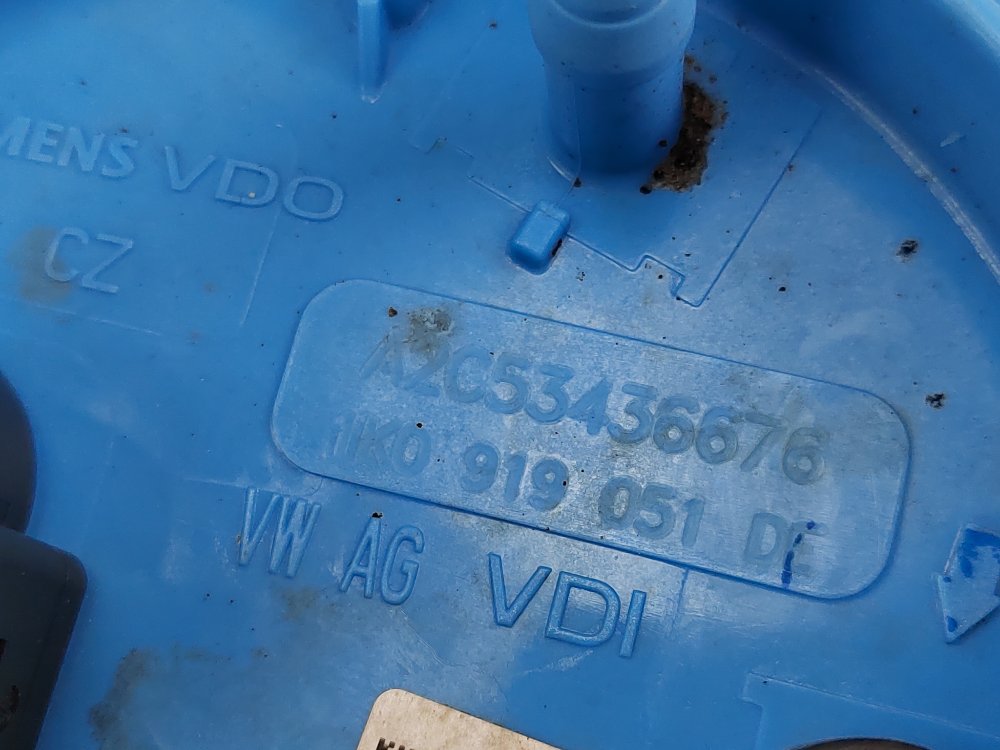 MENS VDO
CZ
A2C53436676
1K0 919 051 DE
VW AG VDI